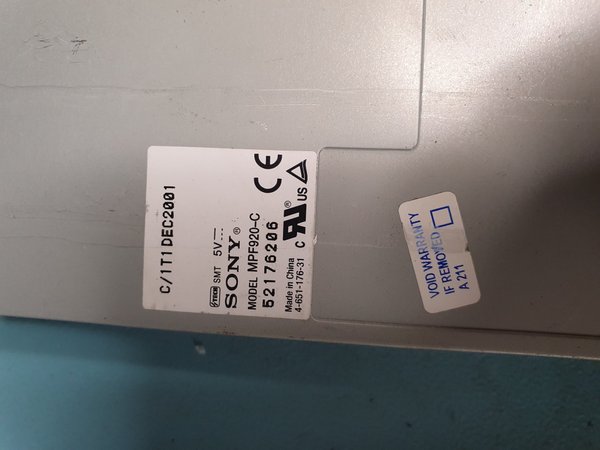 C/1T1 DEC2001
SMT 5V
SONY®
MODEL MPF920-C
52176206
Made in China
4-651-176-31
CE
C US
VOID WARRANTY
IF REMOVED
A 211